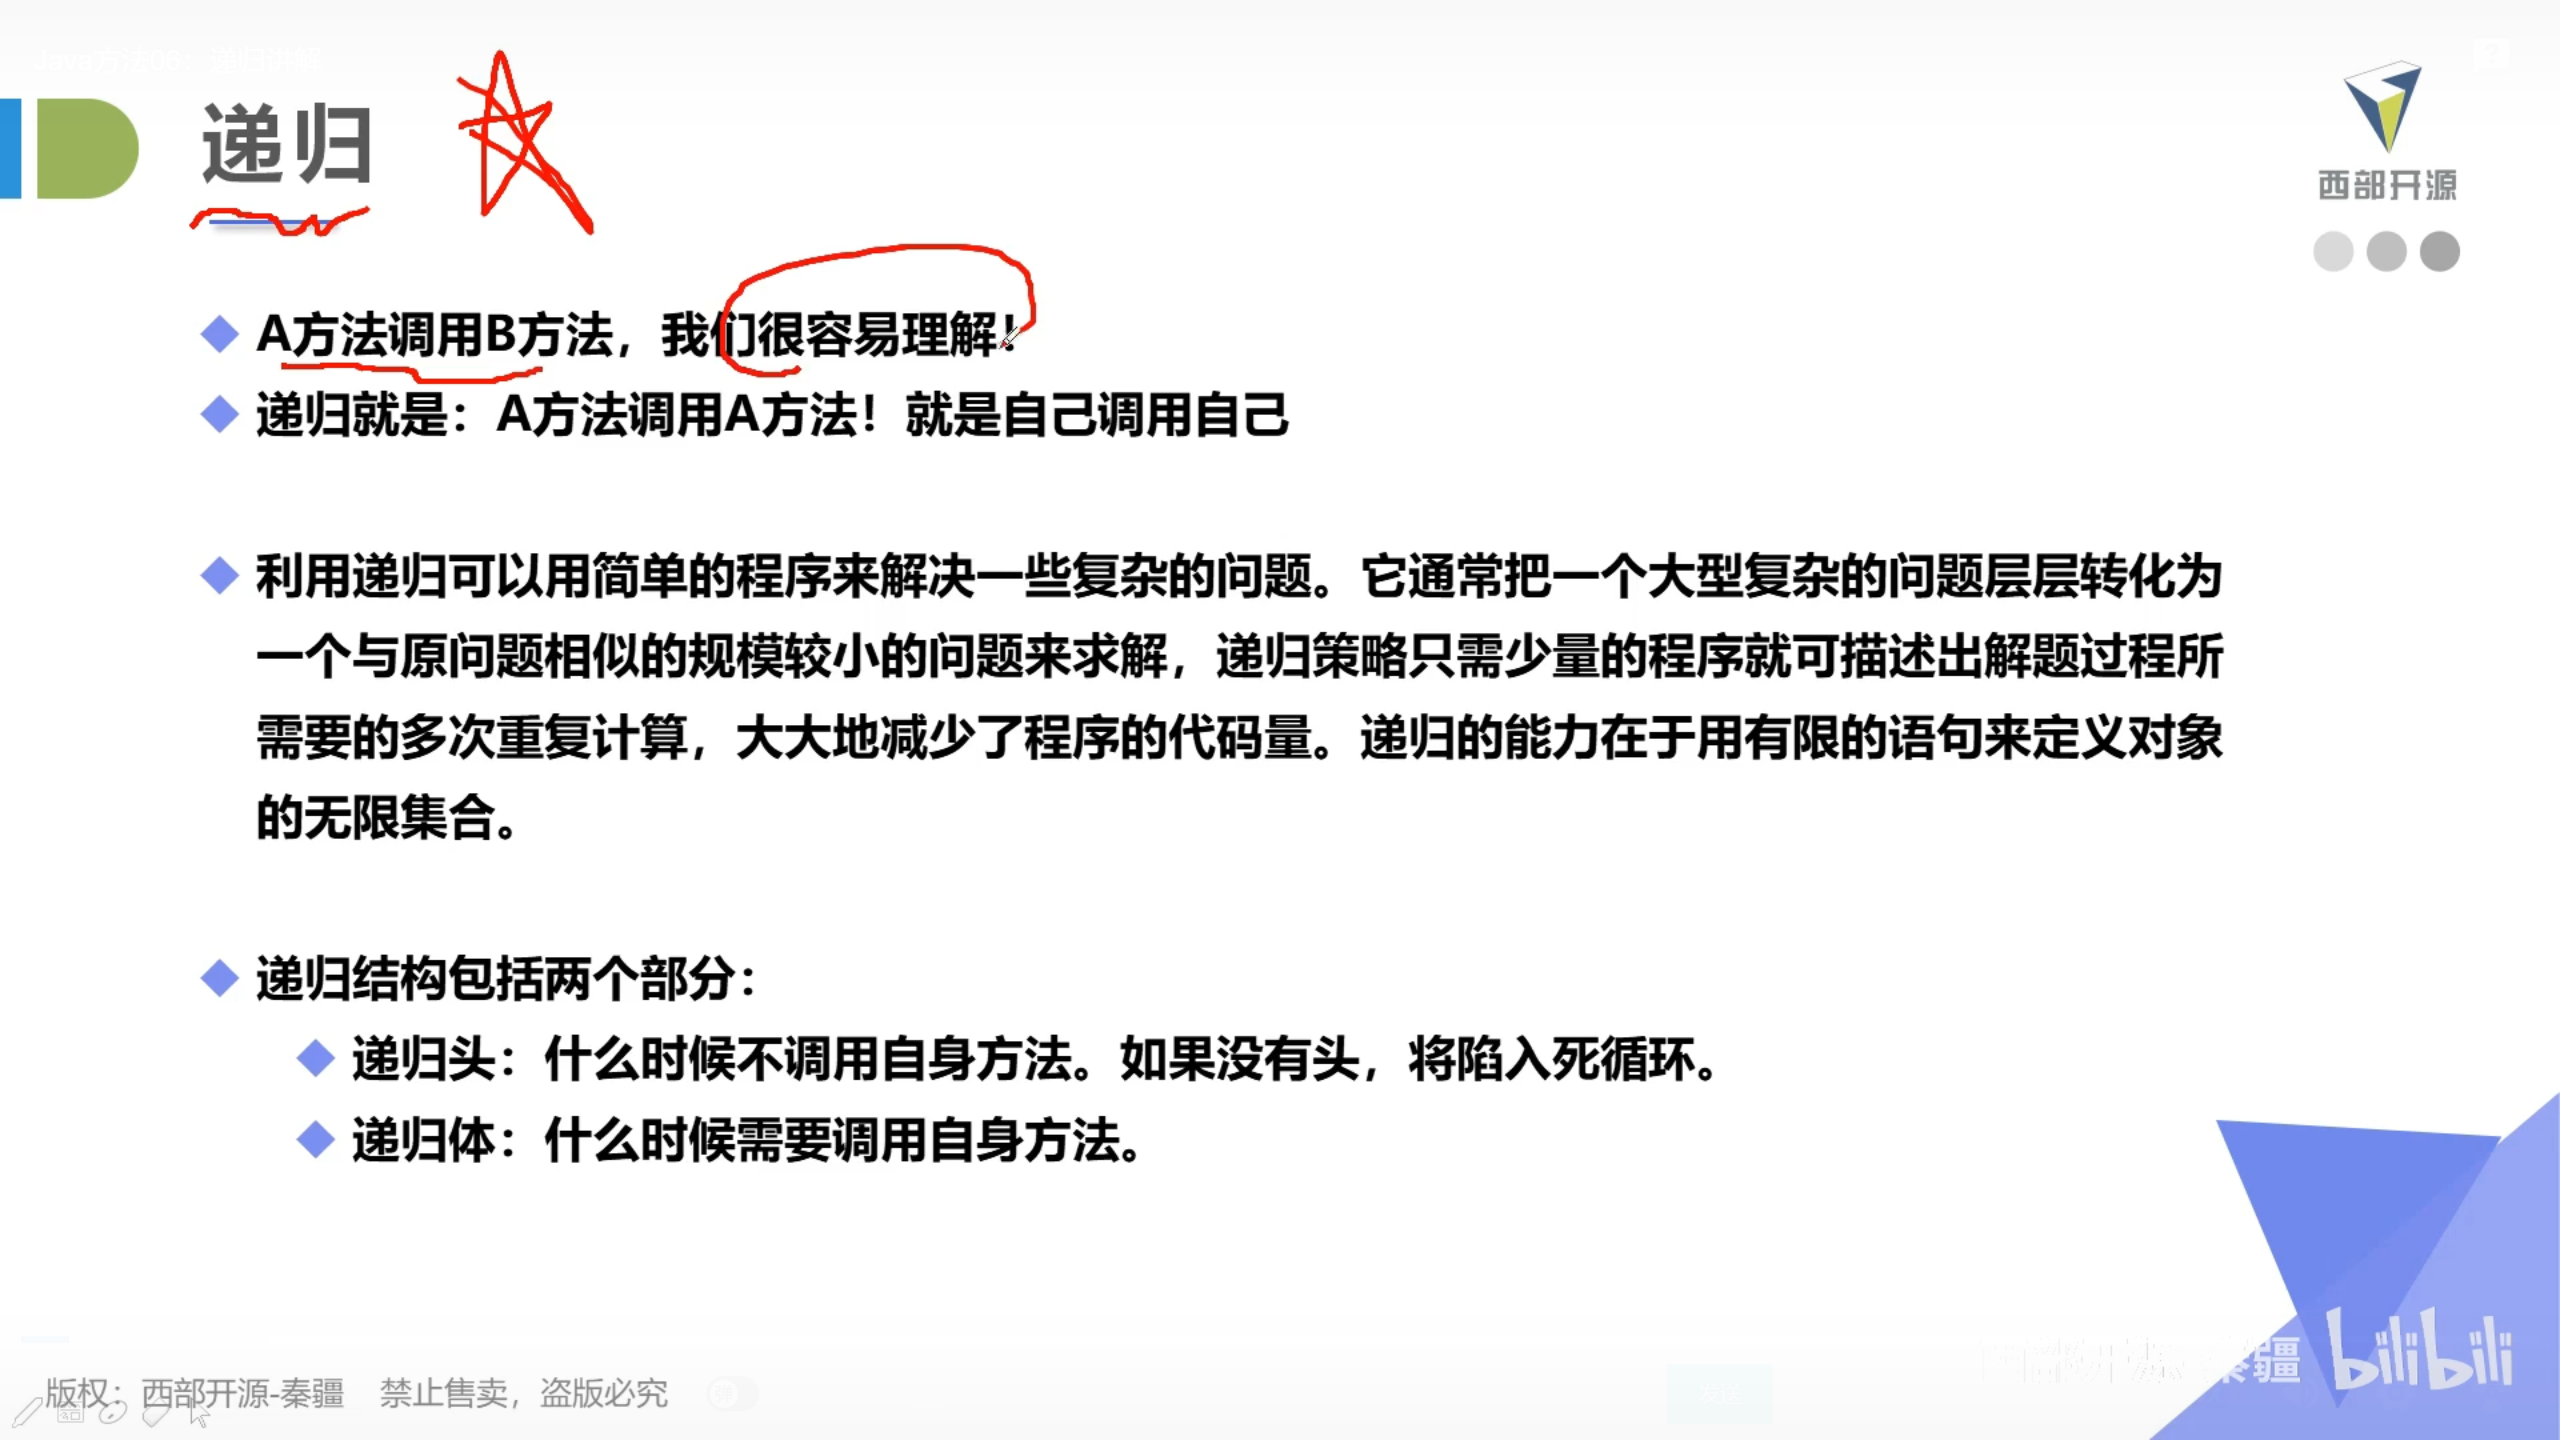 Java方法06：递归讲解
递归
西部开源
A方法调用B方法，我们很容易理解！
递归就是：A方法调用A方法！就是自己调用自己
利用递归可以用简单的程序来解决一些复杂的问题。它通常把一个大型复杂的问题层层转化为
一个与原问题相似的规模较小的问题来求解，递归策略只需少量的程序就可描述出解题过程所
需要的多次重复计算，大大地减少了程序的代码量。递归的能力在于用有限的语句来定义对象
的无限集合。
递归结构包括两个部分：
递归头：什么时候不调用自身方法。如果没有头，将陷入死循环。
递归体：什么时候需要调用自身方法。
bilibili
版权：西部开源-秦疆 禁止售卖，盗版必究